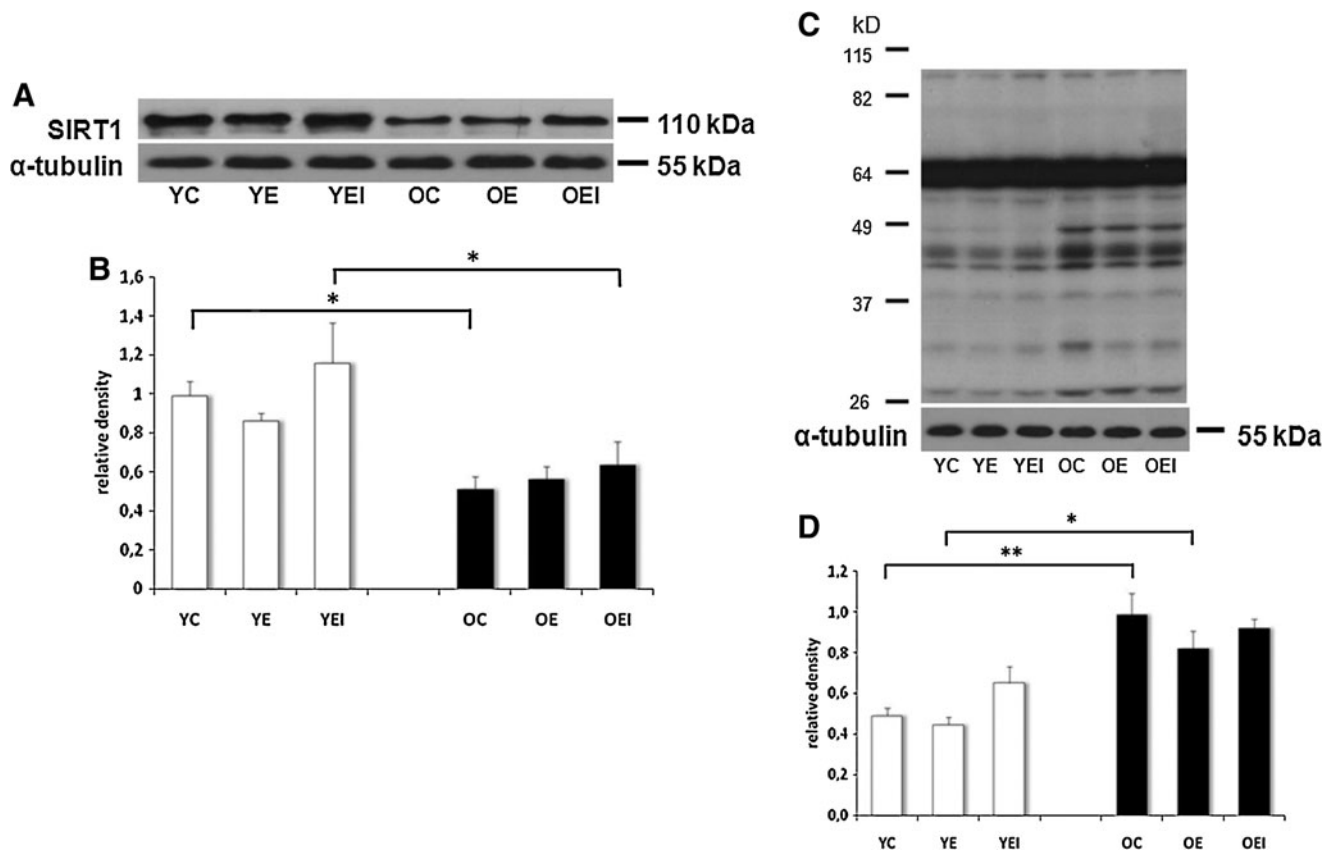 A
SIRT1
110 kDa
α-tubulin
55 kDa
YC YE YEI OC OE OEI
B
relative density
1,6
1,4
1,2
1
0,8
0,6
0,4
0,2
0
*
*
YC YE YEI OC OE OEI
C
kD
115
82
64
49
37
26
α-tubulin
55 kDa
YC YE YEI OC OE OEI
D
relative density
1,2
1,0
0,8
0,6
0,4
0,2
0,0
*
**
YC YE YEI OC OE OEI